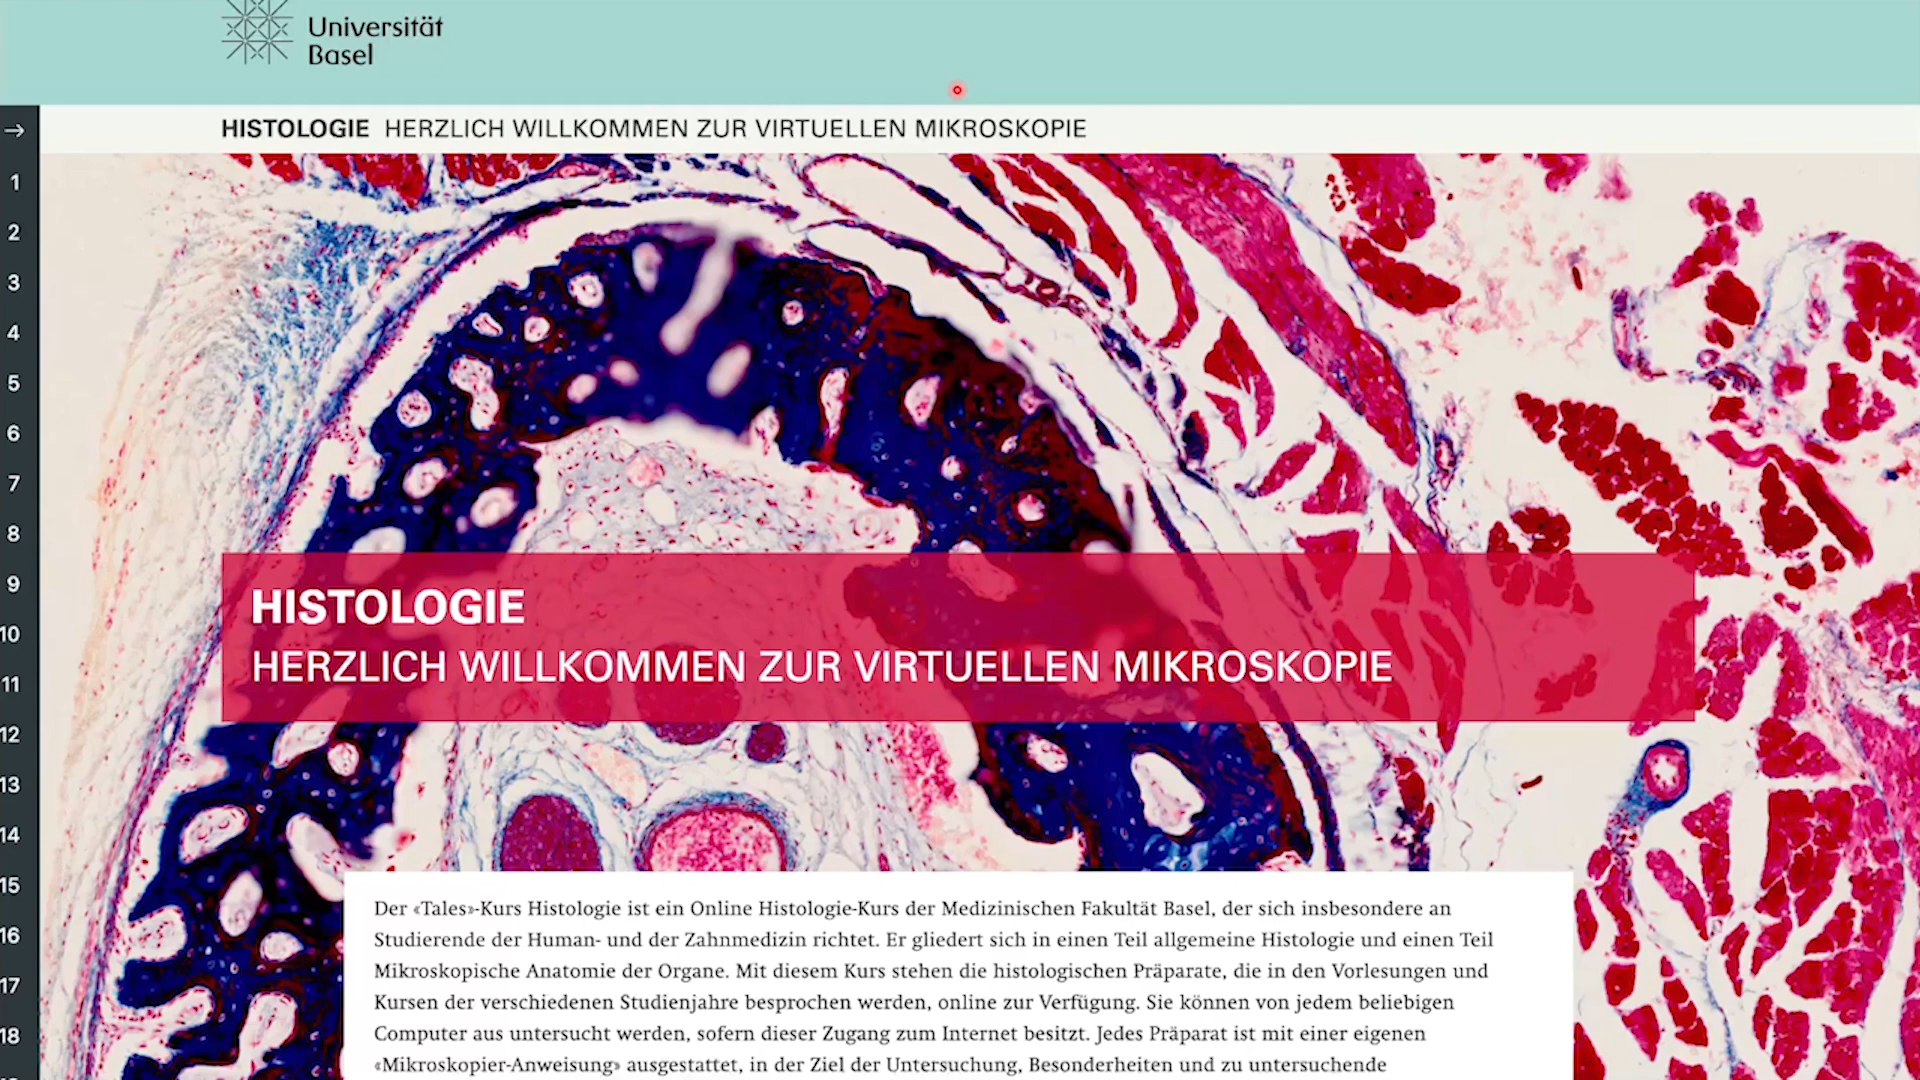 Universität
Basel
→
HISTOLOGIE HERZLICH WILLKOMMEN ZUR VIRTUELLEN MIKROSKOPIE
1
2
3
4
5
6
7
8
9
10
11
12
13
14
15
16
17
18
HISTOLOGIE
HERZLICH WILLKOMMEN ZUR VIRTUELLEN MIKROSKOPIE
Der «Tales»-Kurs Histologie ist ein Online Histologie-Kurs der Medizinischen Fakultät Basel, der sich insbesondere an
Studierende der Human- und der Zahnmedizin richtet. Er gliedert sich in einen Teil allgemeine Histologie und einen Teil
Mikroskopische Anatomie der Organe. Mit diesem Kurs stehen die histologischen Präparate, die in den Vorlesungen und
Kursen der verschiedenen Studienjahre besprochen werden, online zur Verfügung. Sie können von jedem beliebigen
Computer aus untersucht werden, sofern dieser Zugang zum Internet besitzt. Jedes Präparat ist mit einer eigenen
«Mikroskopier-Anweisung» ausgestattet, in der Ziel der Untersuchung, Besonderheiten und zu untersuchende